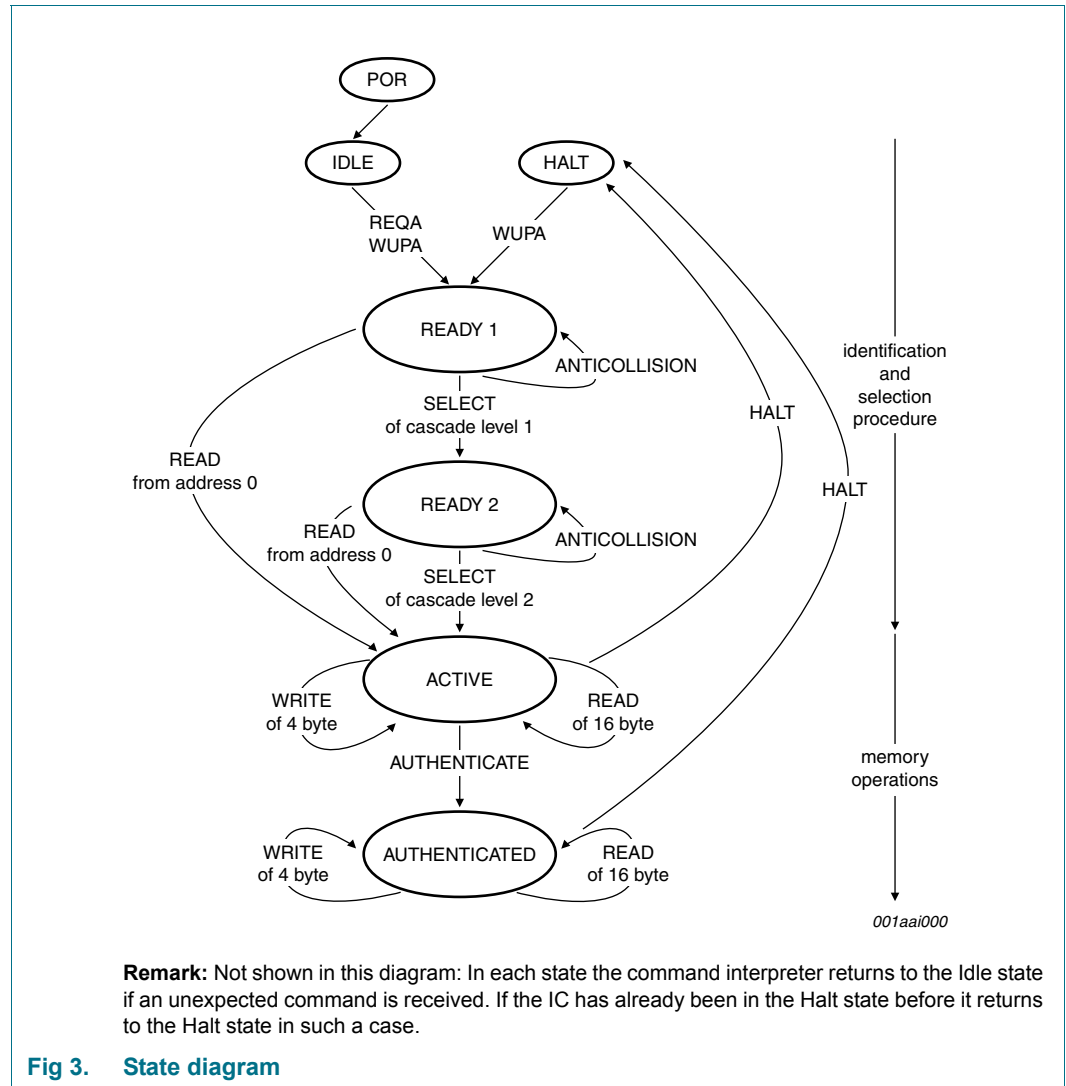 POR
IDLE
HALT
REQA
WUPA
WUPA
READY 1
ANTICOLLISION
identification
and
selection
procedure
SELECT
of cascade level 1
HALT
READ
from address 0
HALT
READY 2
READ
from address 0
ANTICOLLISION
SELECT
of cascade level 2
ACTIVE
WRITE
of 4 byte
READ
of 16 byte
AUTHENTICATE
memory
operations
WRITE
of 4 byte
AUTHENTICATED
READ
of 16 byte
001aai000
Remark: Not shown in this diagram: In each state the command interpreter returns to the Idle state
if an unexpected command is received. If the IC has already been in the Halt state before it returns
to the Halt state in such a case.
Fig 3. State diagram